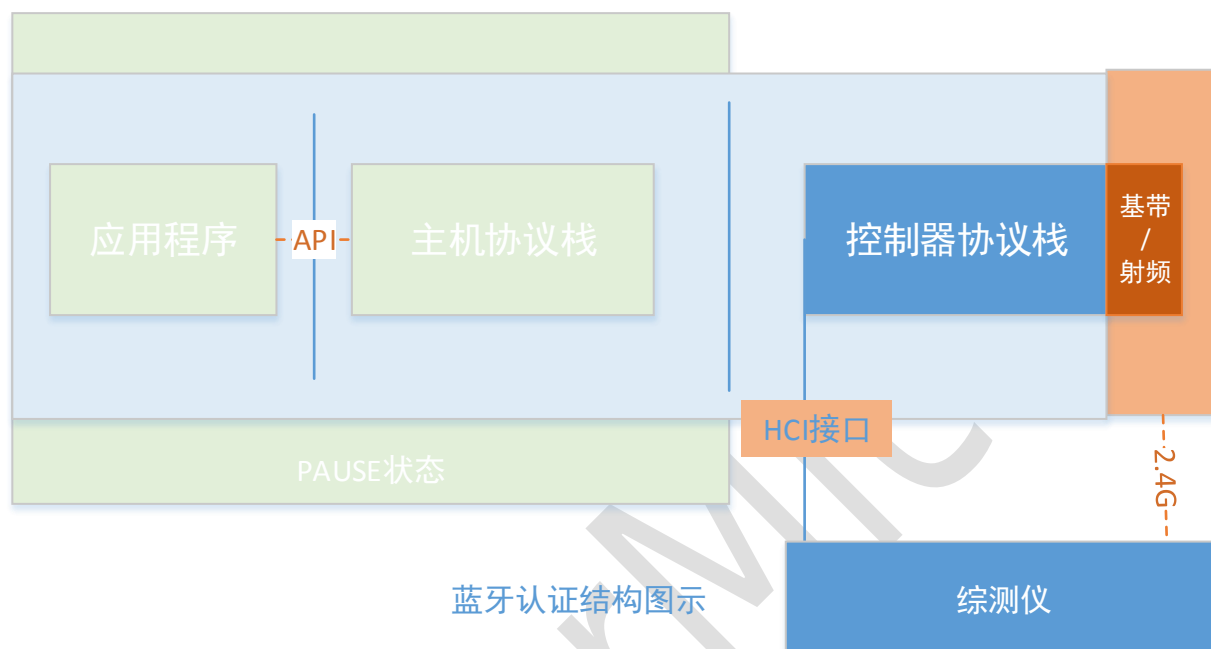 应用程序
API
主机协议栈
控制器协议栈
基带
/
射频
HCI接口
PAUSE状态
2.4G
蓝牙认证结构图示
综测仪